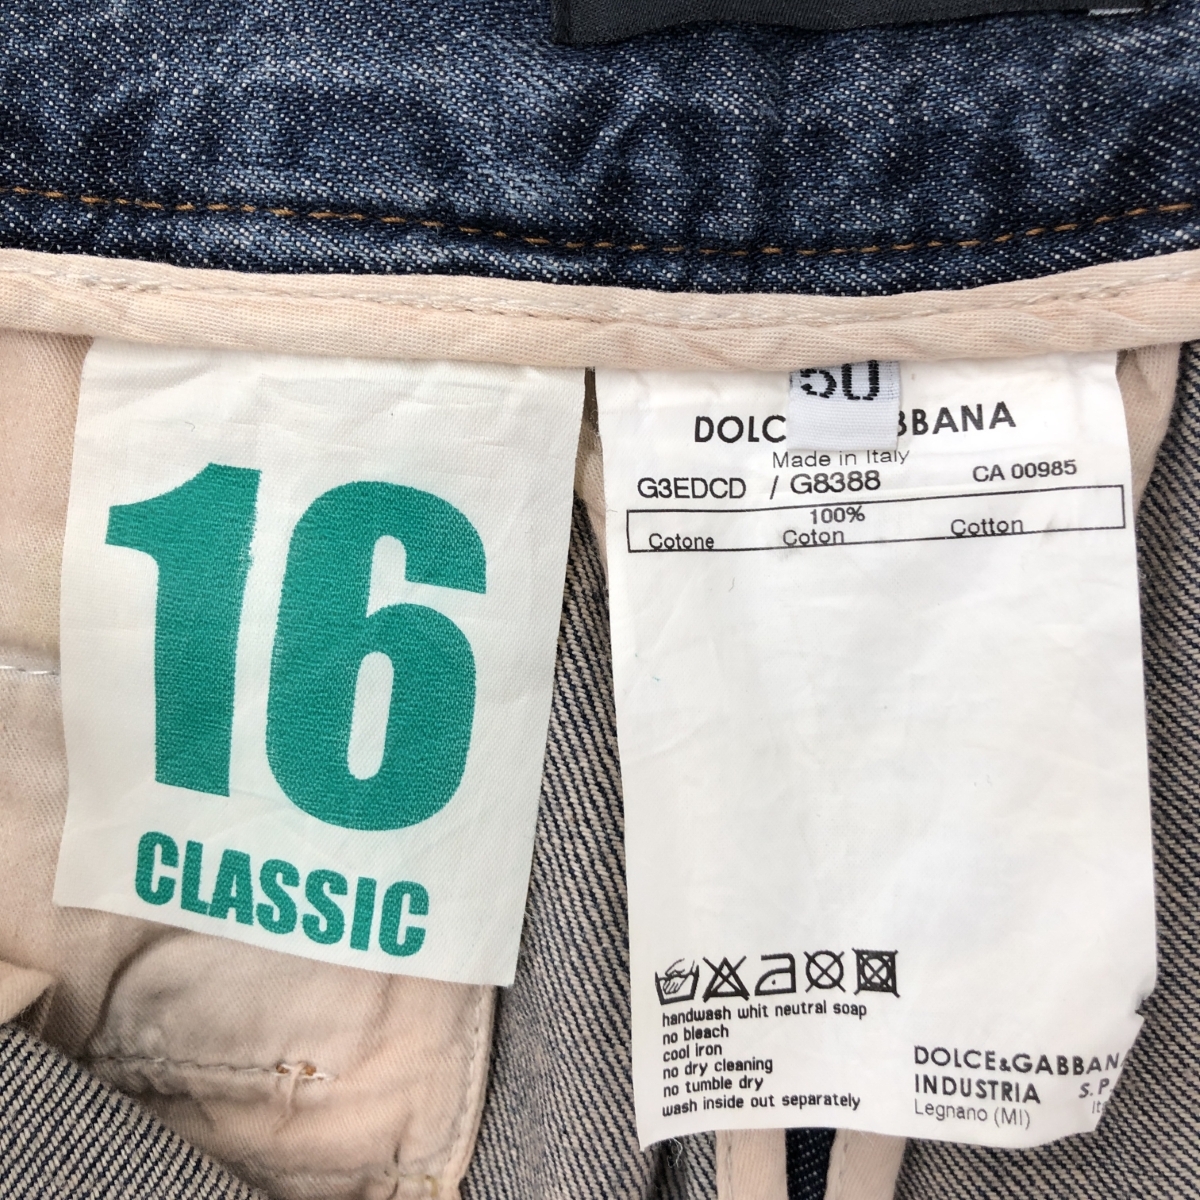 16
CLASSIC
50
DOLC BBANA
Made in Italy
G3EDCD / G8388 CA 00985
100%
Cotone Coton Cotton
handwash whit neutral soap
no bleach
cool iron
no dry cleaning
no tumble dry
wash inside out separately
DOLCE&GABBANA
INDUSTRIA S.P
Legnano (MI) It